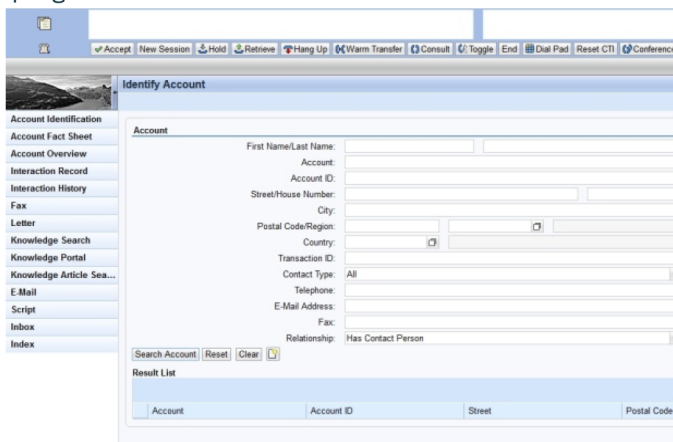 Accept New Session Hold Retrieve Hang Up Warm Transfer Consult Toggle End Dial Pad Reset CTI Conference
Identify Account
Account Identification
Account Fact Sheet
Account Overview
Interaction Record
Interaction History
Fax
Letter
Knowledge Search
Knowledge Portal
Knowledge Article Sea...
E-Mail
Script
Inbox
Index
Account
First Name/Last Name:
Account:
Account ID:
Street/House Number:
City:
Postal Code/Region:
Country:
Transaction ID:
Contact Type: All
Telephone:
E-Mail Address:
Fax:
Relationship: Has Contact Person
Search Account Reset Clear
Result List
Account Account ID Street Postal Code